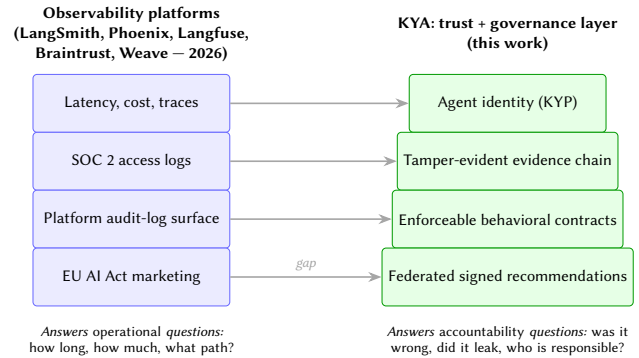 Observability platforms
(LangSmith, Phoenix, Langfuse,
Braintrust, Weave — 2026)
KYA: trust + governance layer
(this work)
Latency, cost, traces
Agent identity (KYP)
SOC 2 access logs
Tamper-evident evidence chain
Platform audit-log surface
Enforceable behavioral contracts
EU AI Act marketing
gap
Federated signed recommendations
Answers operational questions:
how long, how much, what path?
Answers accountability questions: was it
wrong, did it leak, who is responsible?